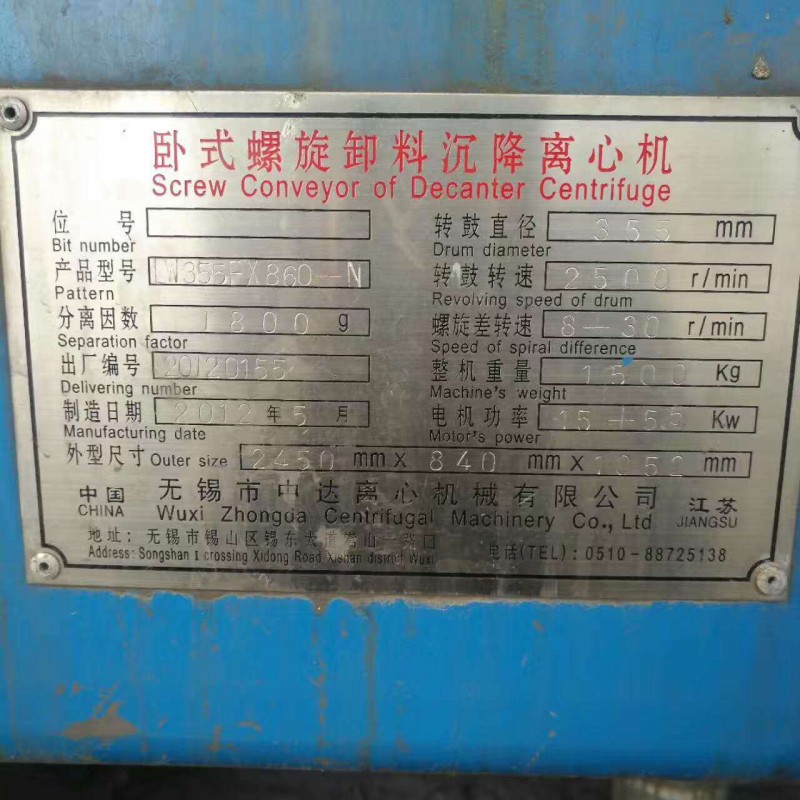 卧式螺旋卸料沉降离心机
Screw Conveyor of Decanter Centrifuge
位号
Bit number
产品型号 LW355FX860-N
Pattern
分离因数 1800 g
Separation factor
出厂编号 20120155
Delivering number
制造日期 2012年5月
Manufacturing date
转鼓直径 355 mm
Drum diameter
转鼓转速 2500 r/min
Revolving speed of drum
螺旋差转速 8-30 r/min
Speed of spiral difference
整机重量 1500 Kg
Machine's weight
电机功率 15+5.5 Kw
Motor's power
外型尺寸 Outer size 2450 mm x 840 mm x 1050 mm
中国 无锡市中达离心机械有限公司 江苏
CHINA Wuxi Zhongda Centrifugal Machinery Co., Ltd JIANGSU
地址: 无锡市锡山区锡东大道 山一路口
Address: Songshan I crossing Xidong Road Xishan district Wuxi
电话(TEL): 0510-88725138